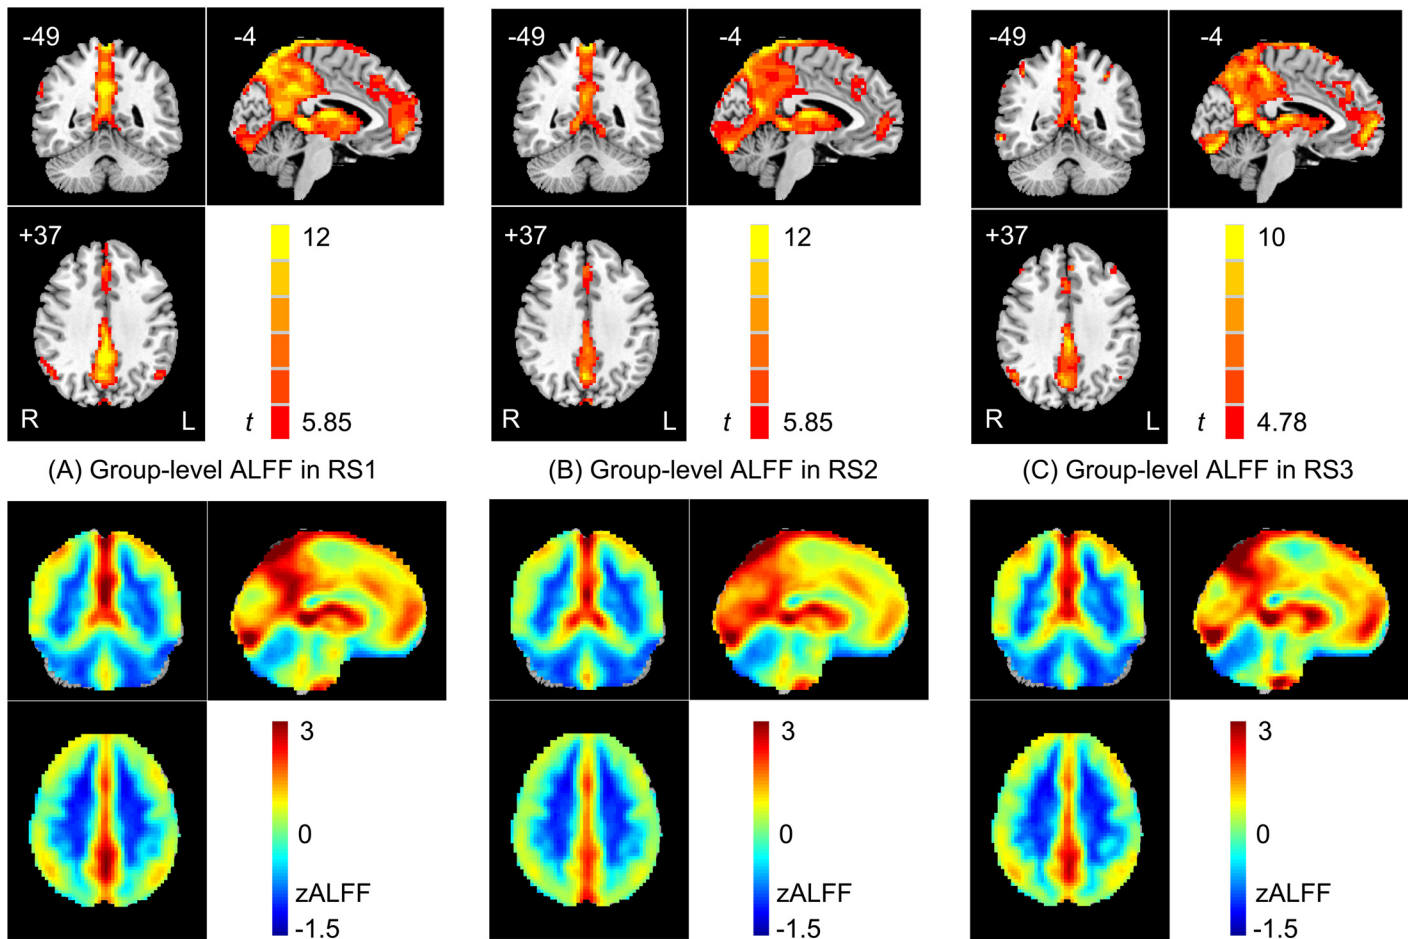 -49
-4
-49
-4
-49
-4
+37
12
+37
12
+37
10
R
L
t
5.85
R
L
t
5.85
R
L
t
4.78
(A) Group-level ALFF in RS1
(B) Group-level ALFF in RS2
(C) Group-level ALFF in RS3
3
3
3
0
0
0
zALFF
zALFF
zALFF
-1.5
-1.5
-1.5